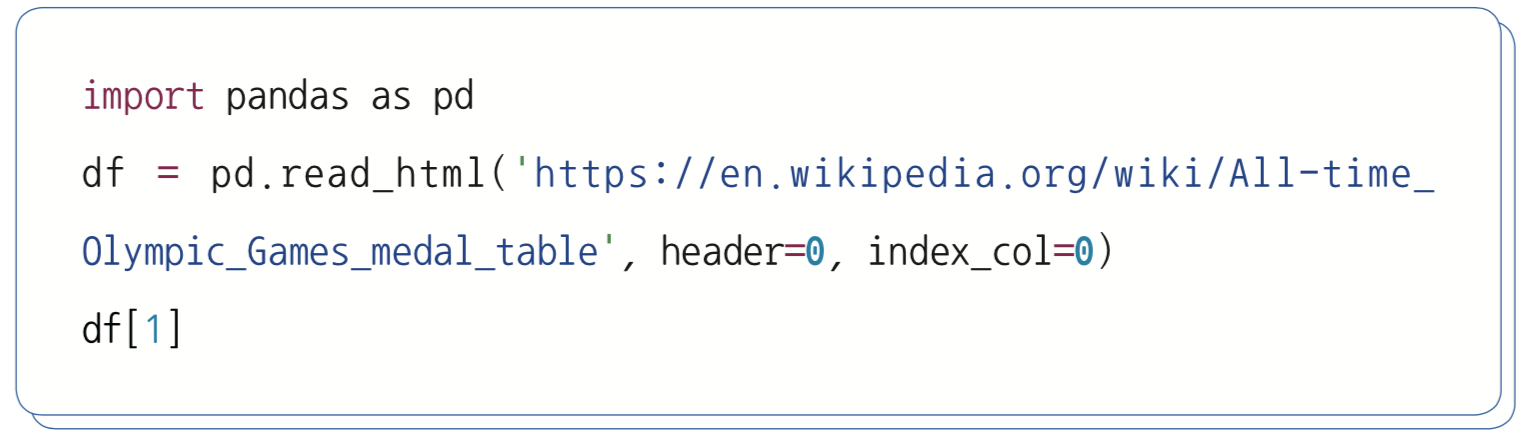 import pandas as pd
df = pd.read_html('https://en.wikipedia.org/wiki/All-time_
Olympic_Games_medal_table', header=0, index_col=0)
df[1]